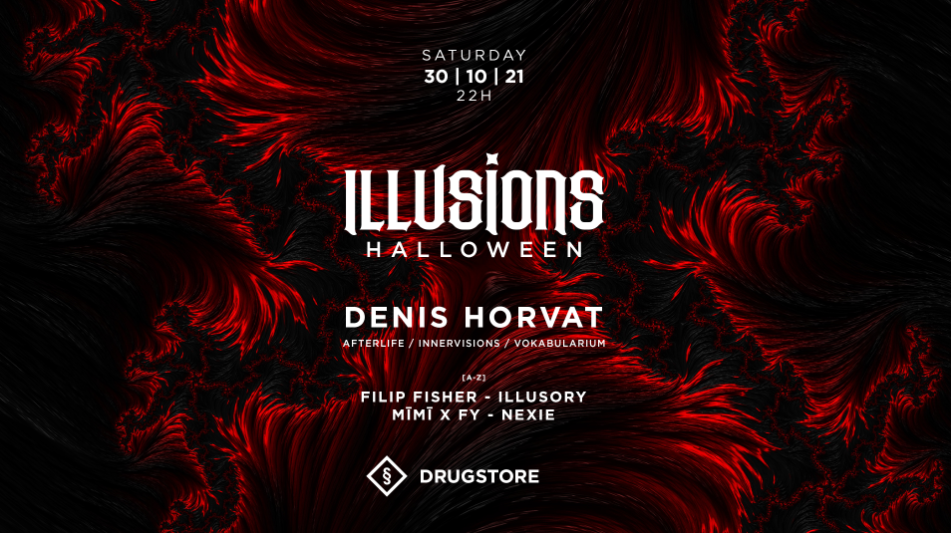 SATURDAY
30 | 10 | 21
22H
ILLUSIONS
HALLOWEEN
DENIS HORVAT
AFTERLIFE / INNERVISIONS / VOKABULARIUM
[A-Z]
FILIP FISHER - ILLUSORY
MĪMĪ X FY - NEXIE
§ DRUGSTORE